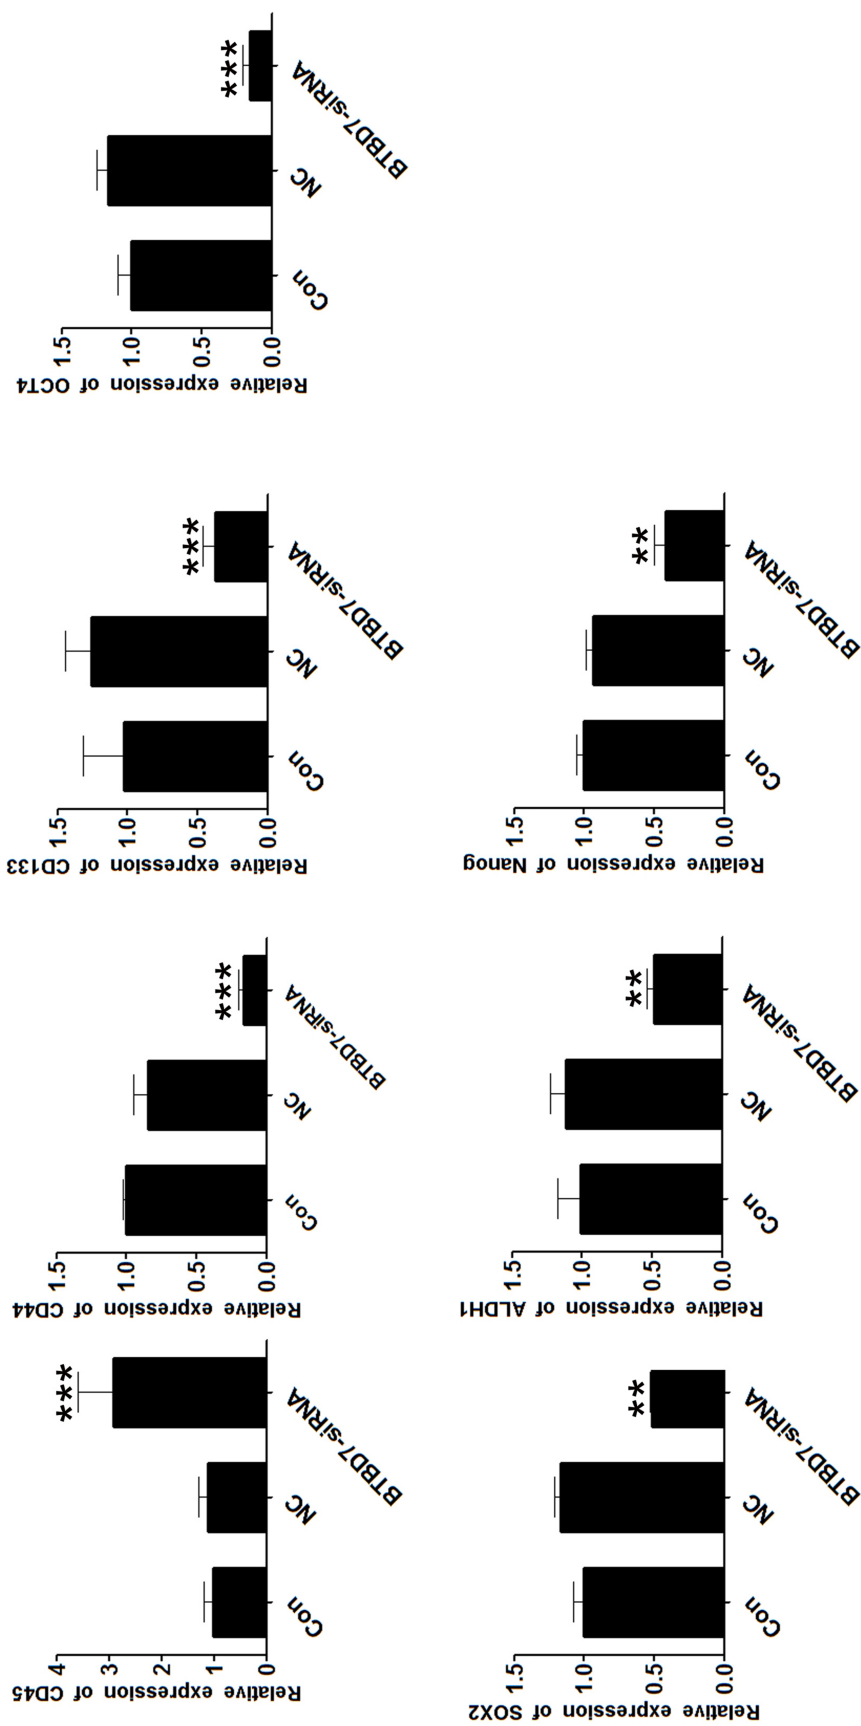 Relative expression of CD45
4
3
2
1
0
Con
NC
BTBD7-siRNA
***
Relative expression of CD44
1.5
1.0
0.5
0.0
Con
NC
BTBD7-siRNA
***
Relative expression of CD133
1.5
1.0
0.5
0.0
Con
NC
BTBD7-siRNA
***
Relative expression of OCT4
1.5
1.0
0.5
0.0
Con
NC
BTBD7-siRNA
***
Relative expression of SOX2
1.5
1.0
0.5
0.0
Con
NC
BTBD7-siRNA
**
Relative expression of ALDH1
1.5
1.0
0.5
0.0
Con
NC
BTBD7-siRNA
**
Relative expression of Nanog
1.5
1.0
0.5
0.0
Con
NC
BTBD7-siRNA
**